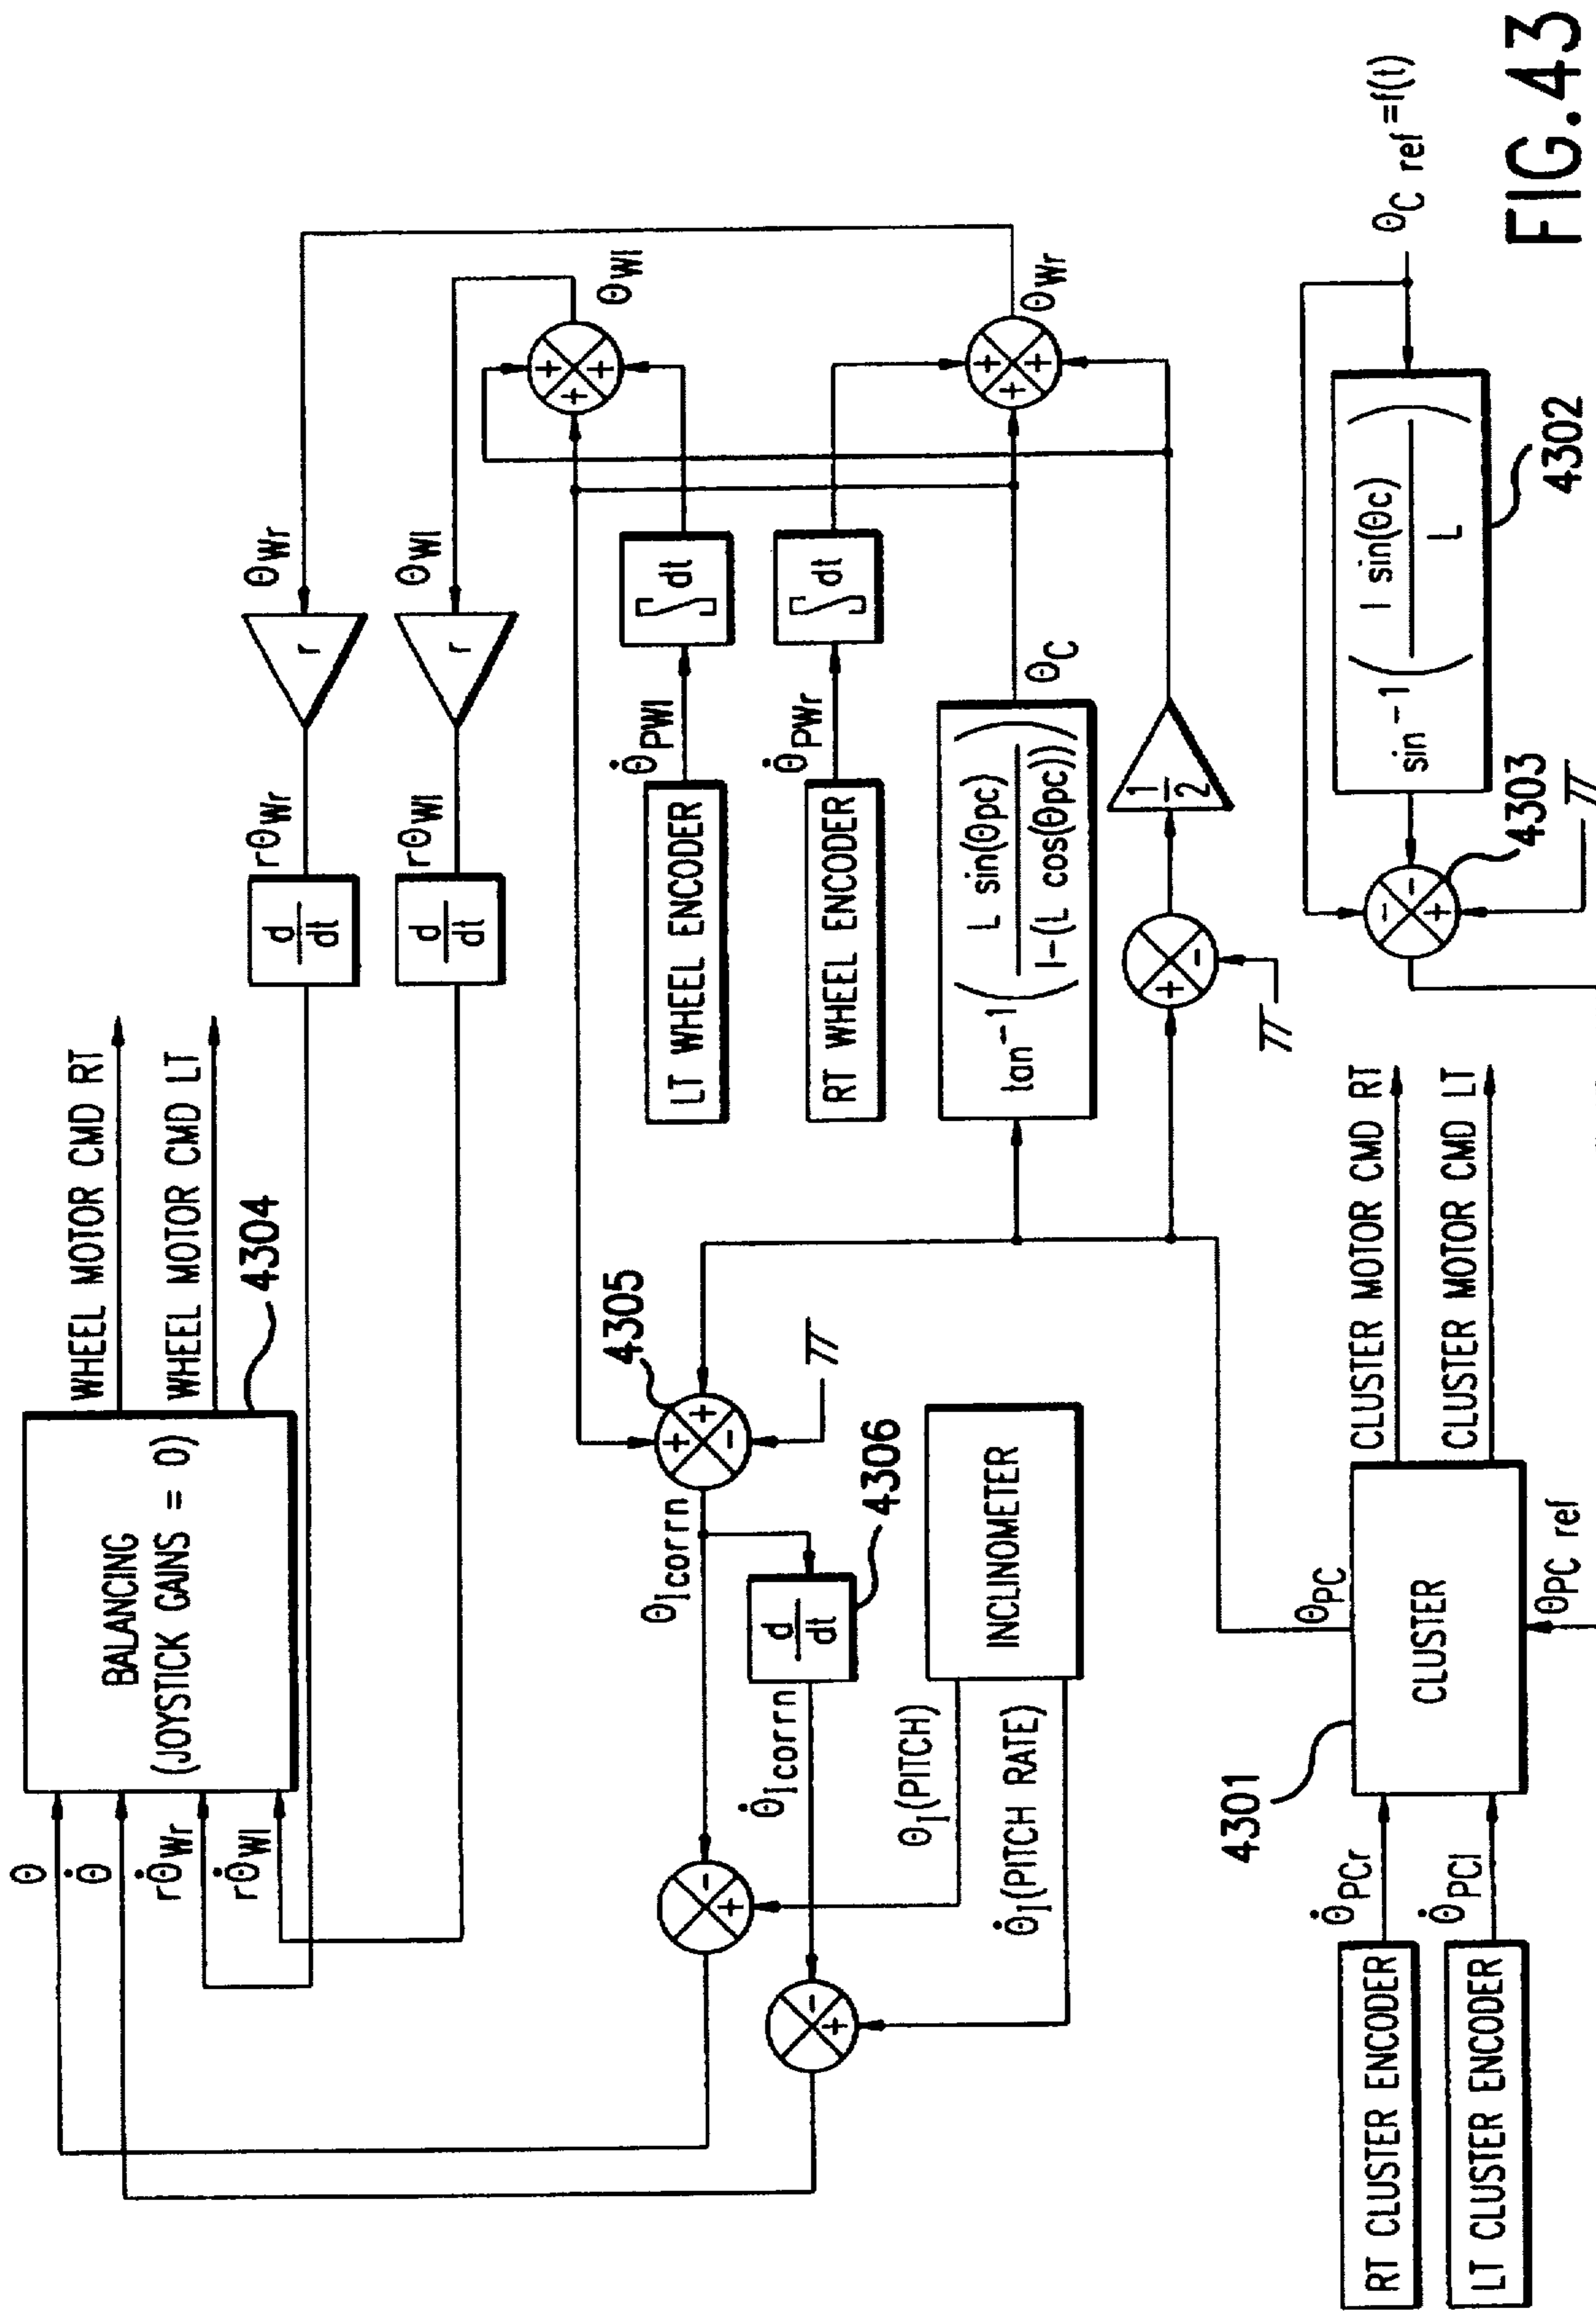 BALANCING
(JOYSTICK GAINS = 0)
WHEEL MOTOR CMD RT
WHEEL MOTOR CMD LT
4304
θ
θ̇
rθ̇Wr
rθ̇Wl
d/dt
rθWr
r
θWr
d/dt
rθWl
r
θWl
θWl
+ + +
4305
+ + -
π
θIcorrn
d/dt
4306
θ̇Icorrn
- +
- +
INCLINOMETER
θI(PITCH)
θ̇I(PITCH RATE)
LT WHEEL ENCODER
θ̇PWl
∫ dt
RT WHEEL ENCODER
θ̇PWr
∫ dt
tan⁻¹ ( L sin(θpc) / l-(L cos(θpc)) )
θC
+ + +
θWr
+ -
π
1/2
RT CLUSTER ENCODER
θ̇PCr
LT CLUSTER ENCODER
θ̇PCl
4301
CLUSTER
θPC
θPC ref
CLUSTER MOTOR CMD RT
CLUSTER MOTOR CMD LT
- - +
4303
π
sin⁻¹ ( l sin(θc) / L )
4302
θC ref =f(t)
FIG.43